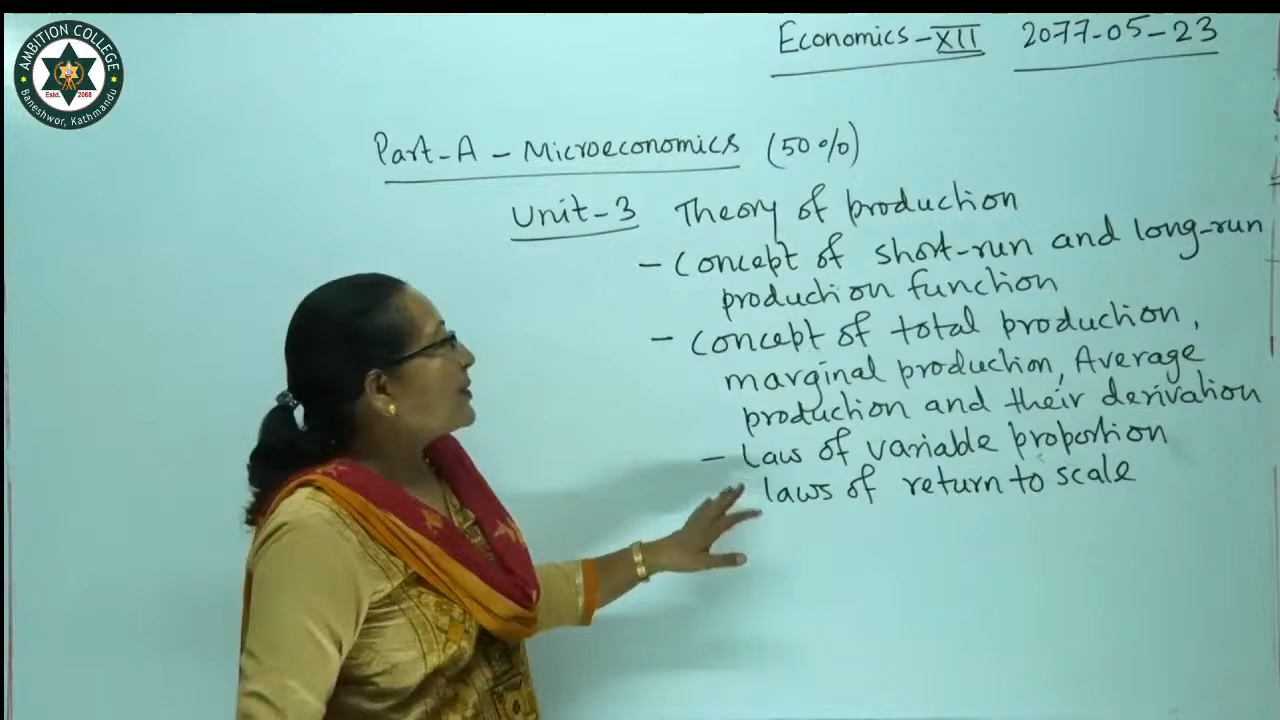 AMBITION COLLEGE
Estd. 2068
Baneshwor, Kathmandu
Economics - XII 2077-05-23
Part-A - Microeconomics (50%)
Unit-3 Theory of production
- Concept of short-run and long-run
production function
- Concept of total production,
marginal production, Average
production and their derivation
- Law of variable proportion
laws of return to scale